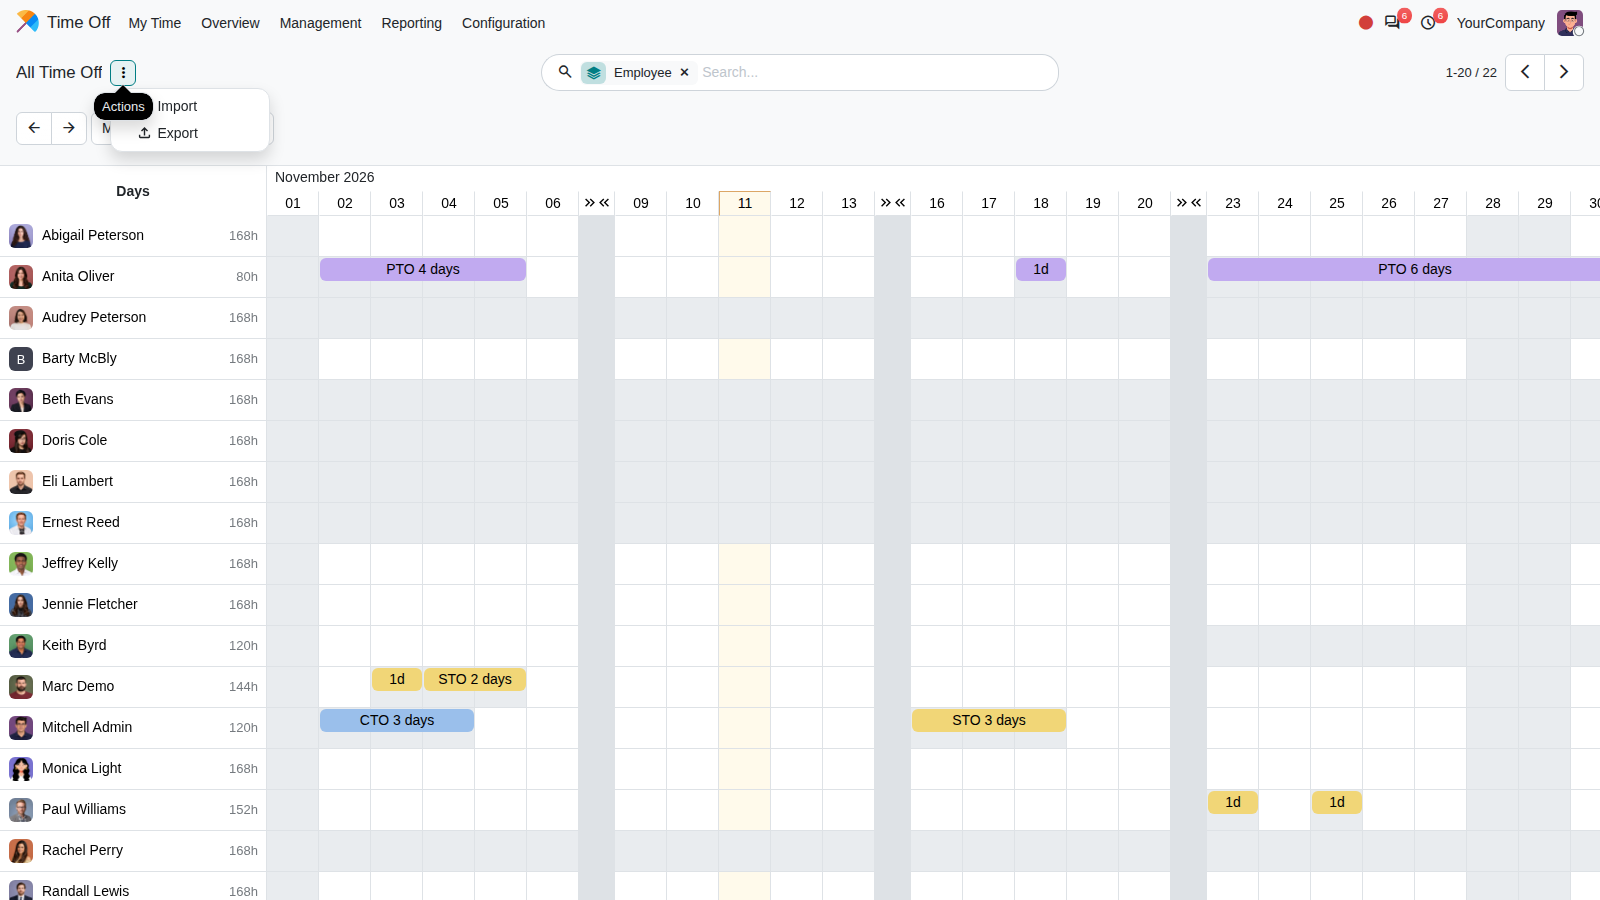 Time Off My Time Overview Management Reporting Configuration 6 6 YourCompany
All Time Off Employee Search... 1-20 / 22
Actions Import
M
Export
November 2026
Days
01 02 03 04 05 06 09 10 11 12 13 16 17 18 19 20 23 24 25 26 27 28 29 30
Abigail Peterson 168h
Anita Oliver 80h PTO 4 days 1d PTO 6 days
Audrey Peterson 168h
B Barty McBly 168h
Beth Evans 168h
Doris Cole 168h
Eli Lambert 168h
Ernest Reed 168h
Jeffrey Kelly 168h
Jennie Fletcher 168h
Keith Byrd 120h
Marc Demo 144h 1d STO 2 days
Mitchell Admin 120h CTO 3 days STO 3 days
Monica Light 168h
Paul Williams 152h 1d 1d
Rachel Perry 168h
Randall Lewis 168h